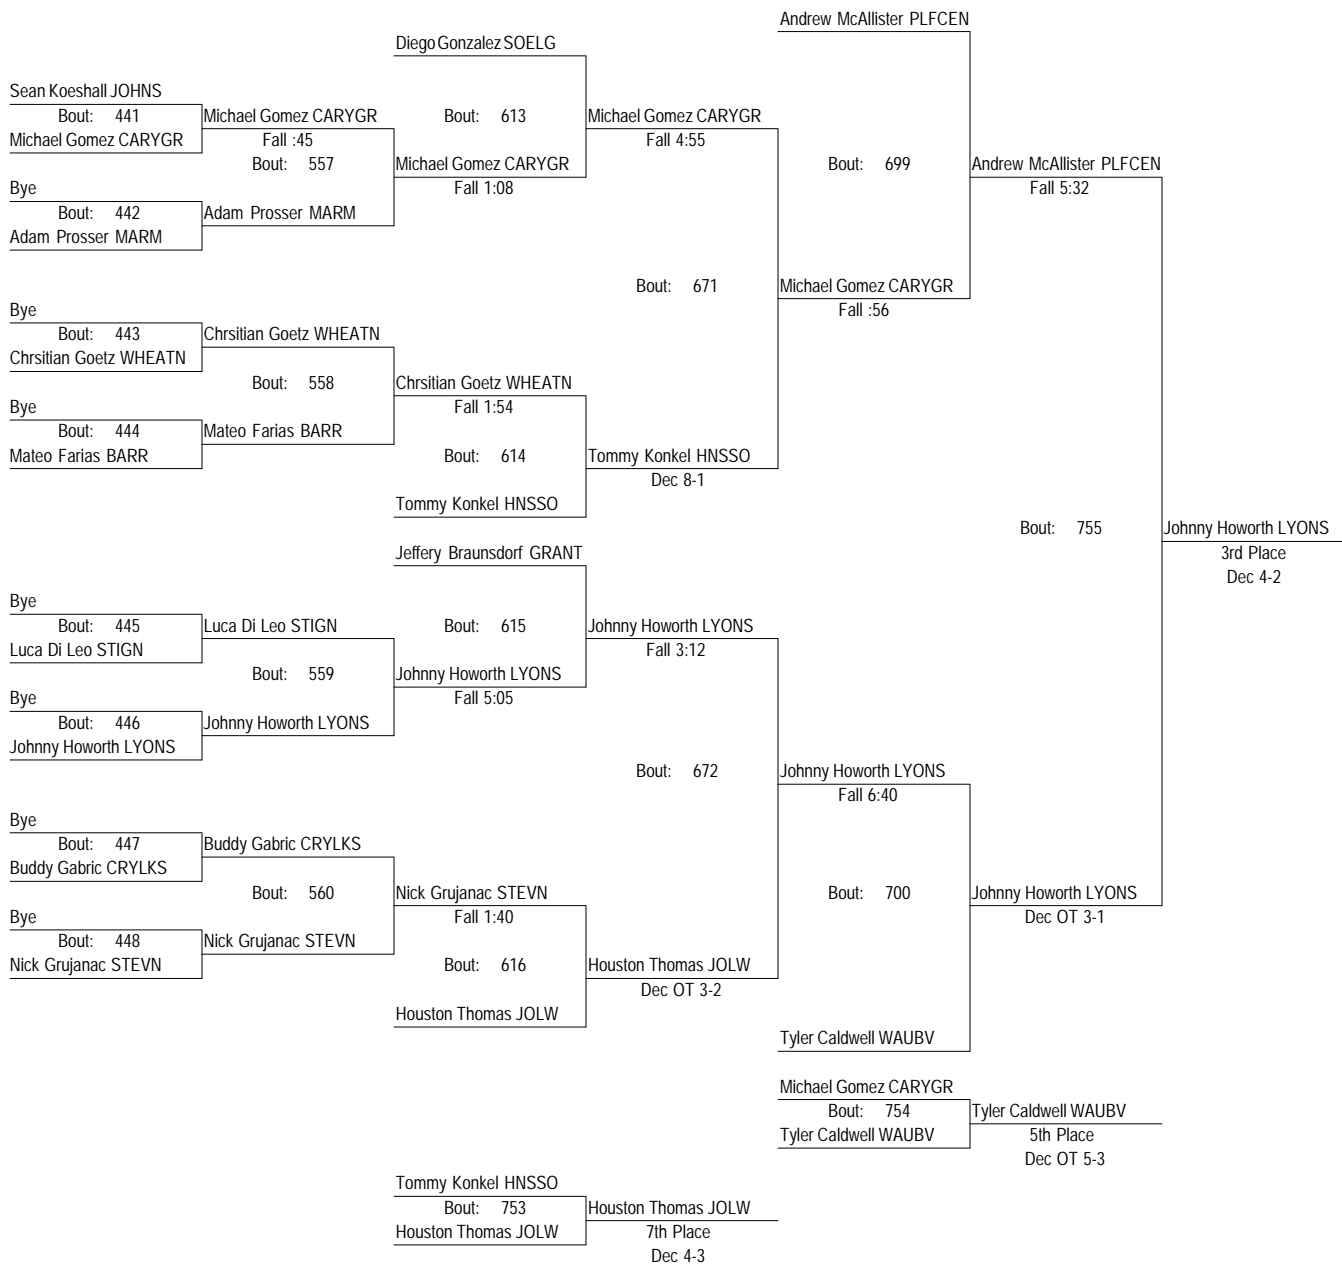 Andrew McAllister PLFCEN
Diego Gonzalez SOELG
Sean Koeshall JOHNS
Bout: 441
Michael Gomez CARYGR
Michael Gomez CARYGR
Fall :45
Bout: 557
Bout: 613
Michael Gomez CARYGR
Fall 4:55
Michael Gomez CARYGR
Fall 1:08
Bout: 699
Andrew McAllister PLFCEN
Fall 5:32
Bye
Bout: 442
Adam Prosser MARM
Adam Prosser MARM
Bout: 671
Michael Gomez CARYGR
Fall :56
Bye
Bout: 443
Chrsitian Goetz WHEATN
Chrsitian Goetz WHEATN
Bout: 558
Chrsitian Goetz WHEATN
Fall 1:54
Bye
Bout: 444
Mateo Farias BARR
Mateo Farias BARR
Bout: 614
Tommy Konkel HNSSO
Dec 8-1
Tommy Konkel HNSSO
Bout: 755
Johnny Howorth LYONS
3rd Place
Dec 4-2
Jeffery Braunsdorf GRANT
Bye
Bout: 445
Luca Di Leo STIGN
Luca Di Leo STIGN
Bout: 615
Johnny Howorth LYONS
Fall 3:12
Bout: 559
Johnny Howorth LYONS
Fall 5:05
Bye
Bout: 446
Johnny Howorth LYONS
Johnny Howorth LYONS
Bout: 672
Johnny Howorth LYONS
Fall 6:40
Bye
Bout: 447
Buddy Gabric CRYLKS
Buddy Gabric CRYLKS
Bout: 560
Nick Grujanac STEVN
Fall 1:40
Bout: 700
Johnny Howorth LYONS
Dec OT 3-1
Bye
Bout: 448
Nick Grujanac STEVN
Nick Grujanac STEVN
Bout: 616
Houston Thomas JOLW
Dec OT 3-2
Houston Thomas JOLW
Tyler Caldwell WAUBV
Michael Gomez CARYGR
Bout: 754
Tyler Caldwell WAUBV
Tyler Caldwell WAUBV
5th Place
Dec OT 5-3
Tommy Konkel HNSSO
Bout: 753
Houston Thomas JOLW
Houston Thomas JOLW
7th Place
Dec 4-3